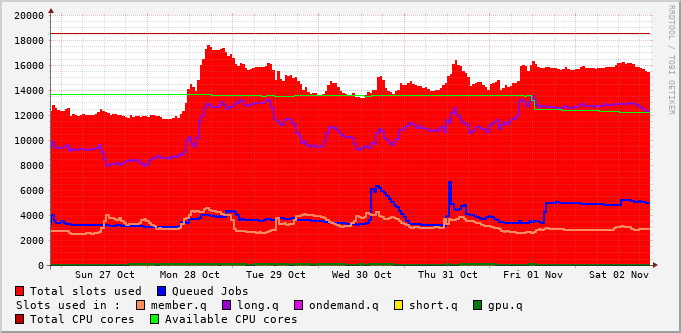 20000
18000
16000
14000
12000
10000
8000
6000
4000
2000
0
Sun 27 Oct Mon 28 Oct Tue 29 Oct Wed 30 Oct Thu 31 Oct Fri 01 Nov Sat 02 Nov
Total slots used Queued Jobs
Slots used in : member.q long.q ondemand.q short.q gpu.q
Total CPU cores Available CPU cores
RRDTOOL / TOBI OETIKER